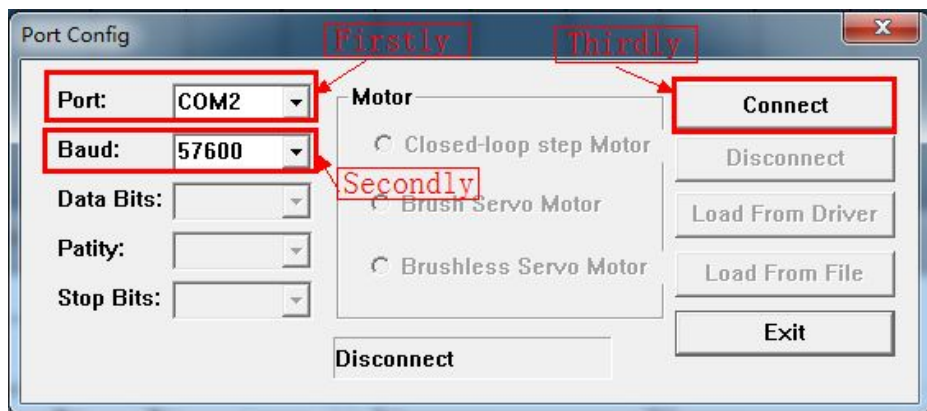 Port Config
Firstly
Thirdly
Port:
COM2
Baud:
57600
Secondly
Data Bits:
Patity:
Stop Bits:
Motor
Closed-loop step Motor
Brush Servo Motor
Brushless Servo Motor
Disconnect
Connect
Disconnect
Load From Driver
Load From File
Exit